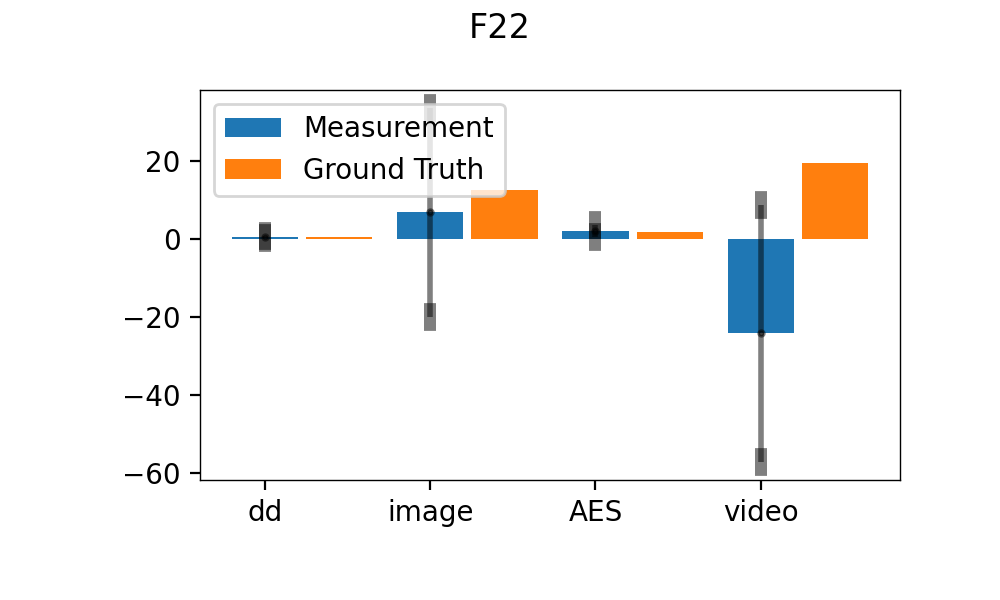 F22
Measurement
Ground Truth
20
0
−20
−40
−60
dd image AES video